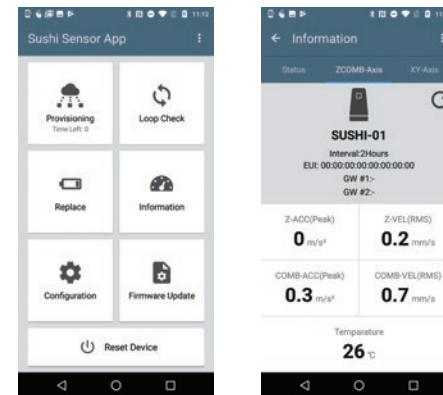 11:12
Sushi Sensor App
Provisioning
Time Left: 0
Loop Check
Replace
Information
Configuration
Firmware Update
Reset Device
Information
Status
ZCOMB-Axis
XY-Axis
SUSHI-01
Interval:2Hours
EUI: 00:00:00:00:00:00:00:00
GW #1:-
GW #2:-
Z-ACC(Peak)
Z-VEL(RMS)
0 m/s²
0.2 mm/s
COMB-ACC(Peak)
COMB-VEL(RMS)
0.3 m/s²
0.7 mm/s
Temparature
26 ℃